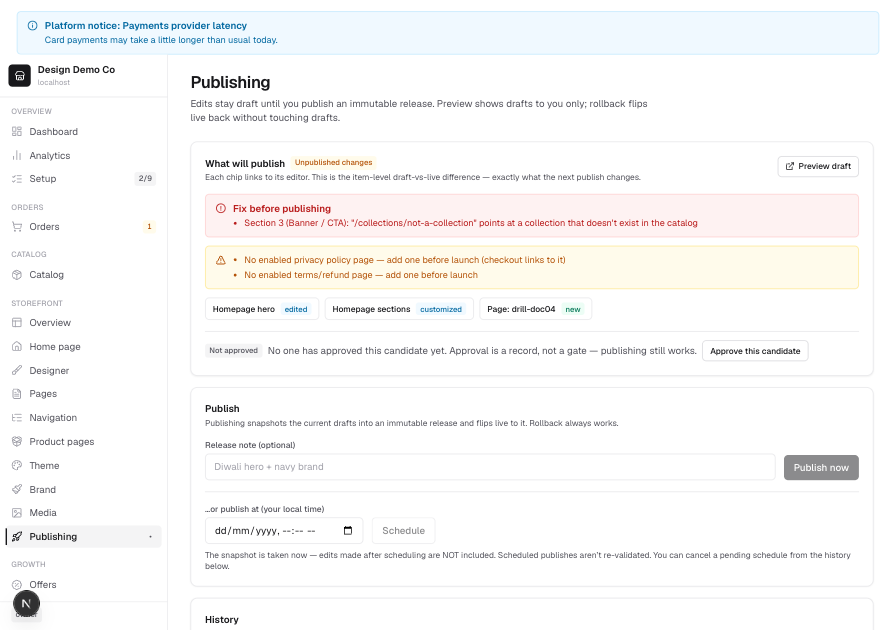 Platform notice: Payments provider latency
Card payments may take a little longer than usual today.
Design Demo Co
localhost
OVERVIEW
Dashboard
Analytics
Setup 2/9
ORDERS
Orders 1
CATALOG
Catalog
STOREFRONT
Overview
Home page
Designer
Pages
Navigation
Product pages
Theme
Brand
Media
Publishing
GROWTH
Offers
N
Publishing
Edits stay draft until you publish an immutable release. Preview shows drafts to you only; rollback flips
live back without touching drafts.
What will publish Unpublished changes
Each chip links to its editor. This is the item-level draft-vs-live difference — exactly what the next publish changes.
Preview draft
Fix before publishing
• Section 3 (Banner / CTA): "/collections/not-a-collection" points at a collection that doesn't exist in the catalog
• No enabled privacy policy page — add one before launch (checkout links to it)
• No enabled terms/refund page — add one before launch
Homepage hero edited Homepage sections customized Page: drill-doc04 new
Not approved No one has approved this candidate yet. Approval is a record, not a gate — publishing still works. Approve this candidate
Publish
Publishing snapshots the current drafts into an immutable release and flips live to it. Rollback always works.
Release note (optional)
Diwali hero + navy brand Publish now
…or publish at (your local time)
dd/mm/yyyy, --:-- -- Schedule
The snapshot is taken now — edits made after scheduling are NOT included. Scheduled publishes aren't re-validated. You can cancel a pending schedule from the history
below.
History